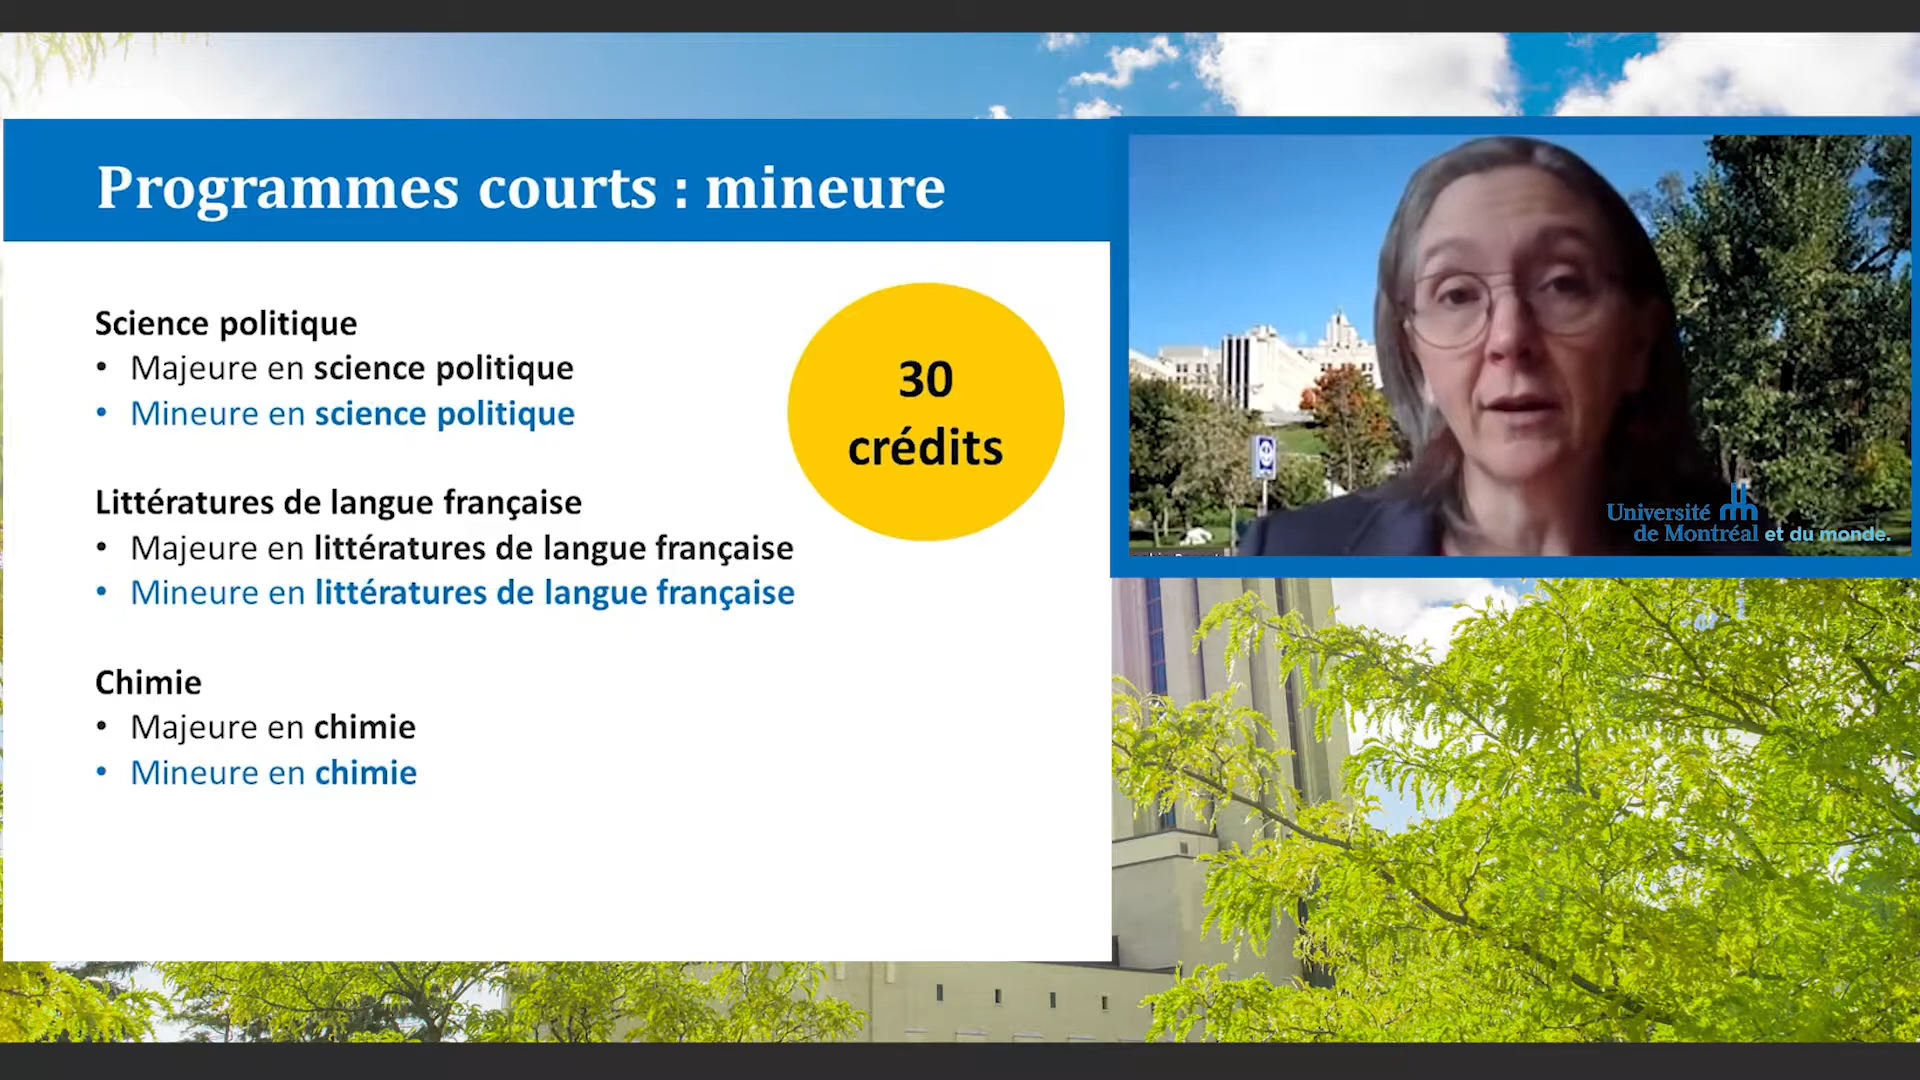 Programmes courts : mineure
Science politique
• Majeure en science politique
• Mineure en science politique
30
crédits
Littératures de langue française
• Majeure en littératures de langue française
• Mineure en littératures de langue française
Chimie
• Majeure en chimie
• Mineure en chimie
Université
de Montréal et du monde.